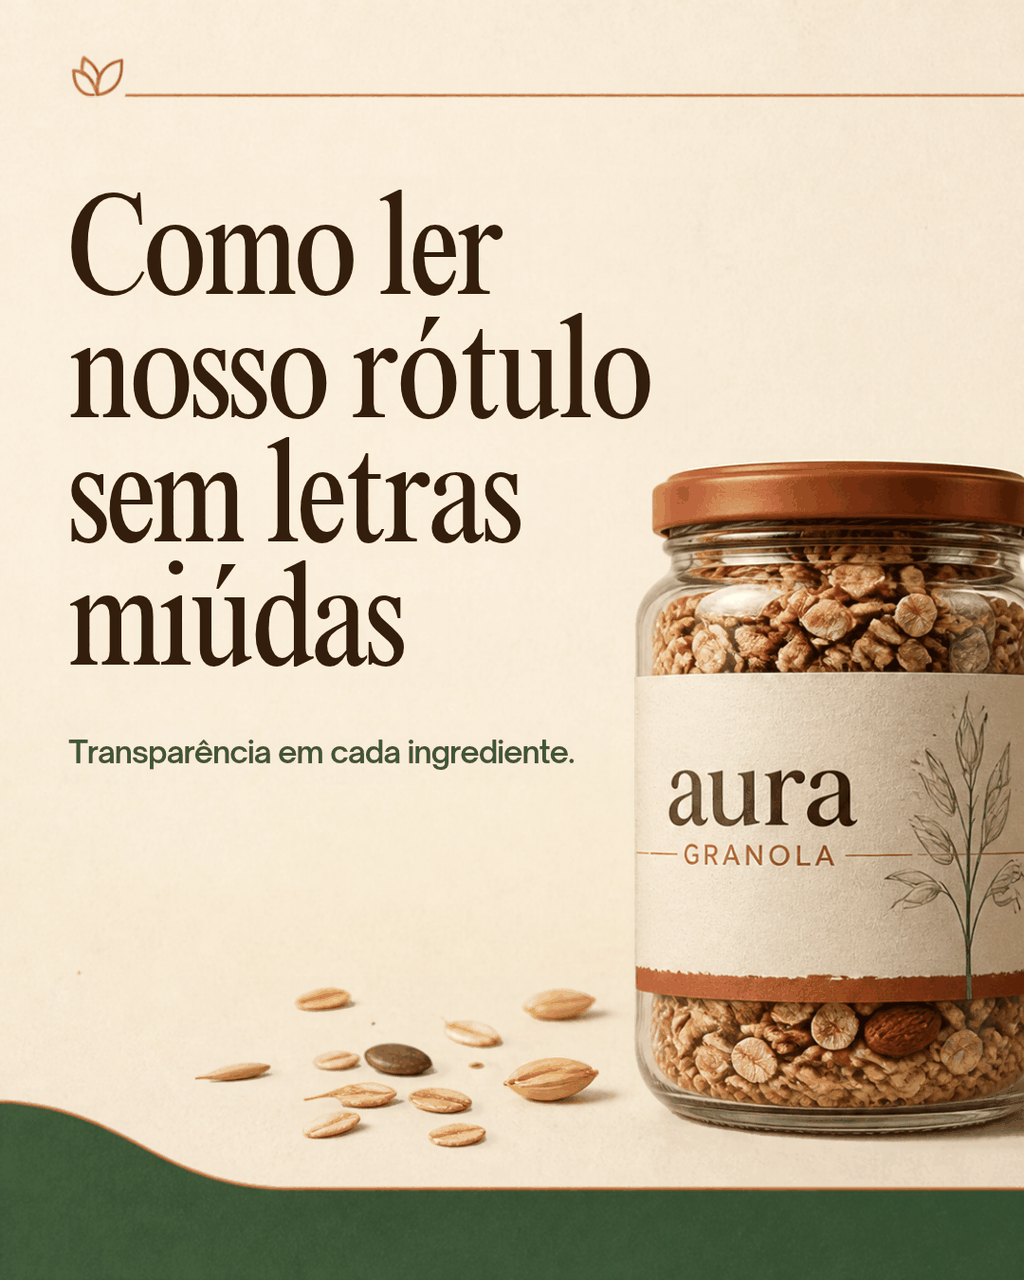 Como ler
nosso rótulo
sem letras
miúdas
Transparência em cada ingrediente.
aura
GRANOLA